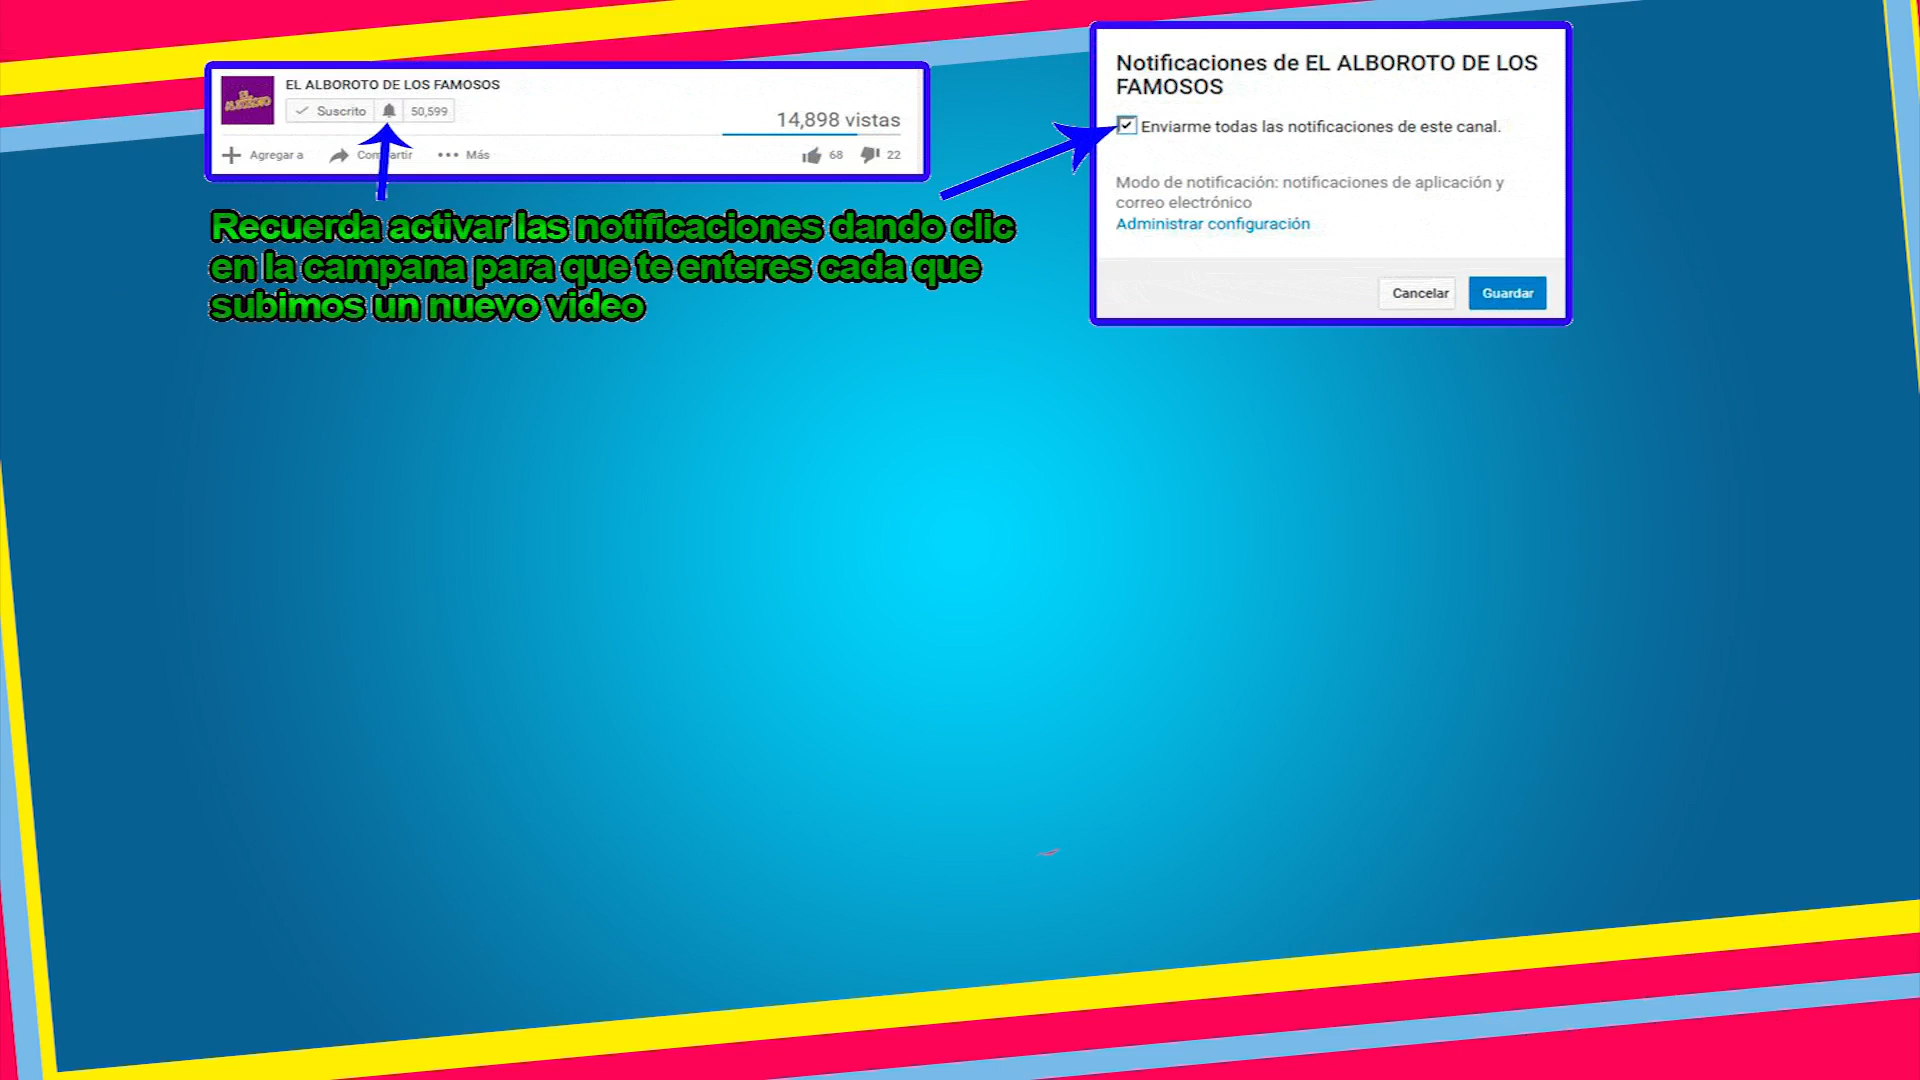 EL ALBOROTO
EL ALBOROTO DE LOS FAMOSOS
Suscrito 50,599
14,898 vistas
Agregar a Compartir Más 68 22
Recuerda activar las notificaciones dando clic
en la campana para que te enteres cada que
subimos un nuevo video
Notificaciones de EL ALBOROTO DE LOS
FAMOSOS
Enviarme todas las notificaciones de este canal.
Modo de notificación: notificaciones de aplicación y
correo electrónico
Administrar configuración
Cancelar Guardar